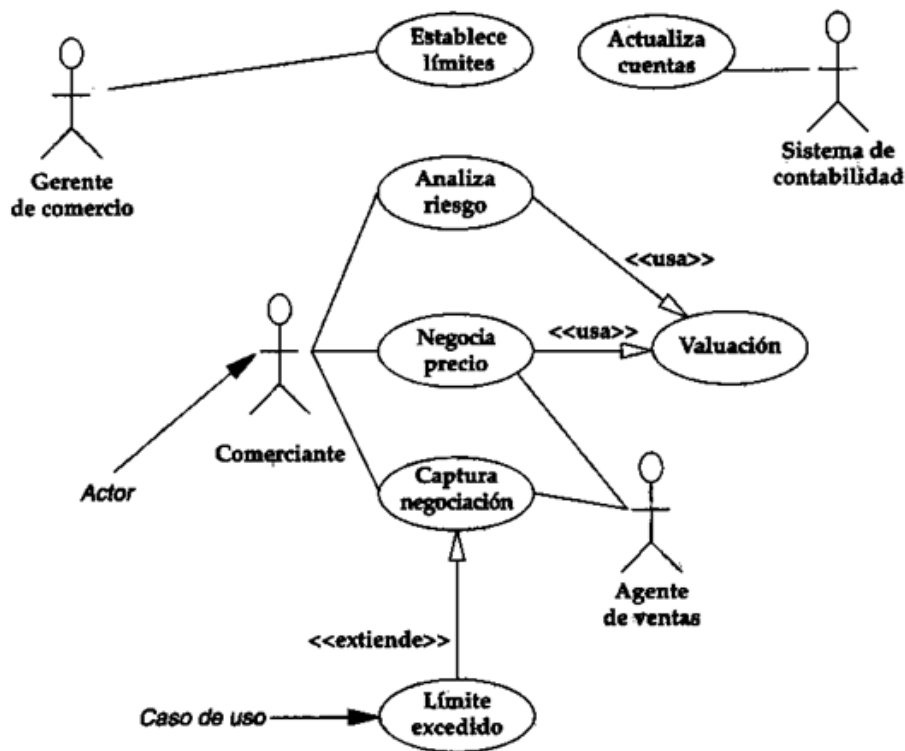 Establece
límites
Actualiza
cuentas
Gerente
de comercio
Sistema de
contabilidad
Analiza
riesgo
<<usa>>
Negocia
precio
<<usa>>
Valuación
Actor
Comerciante
Captura
negociación
Agente
de ventas
<<extiende>>
Caso de uso
Límite
excedido